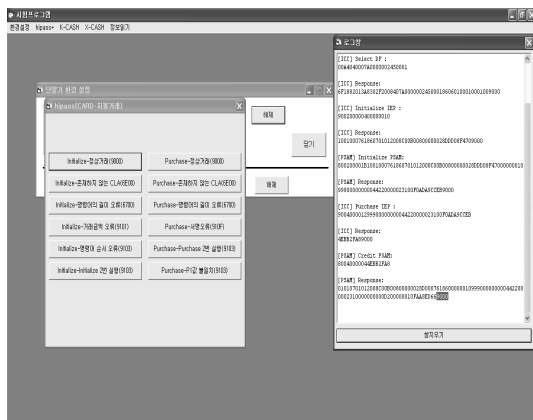 시험프로그램
환경설정 hipass+ K-CASH X-CASH 정보읽기
단말기 환경 설정
해제
닫기
해제
hipass(CARD-지불거래)
Initialize-정상거래(9000)
Purchase-정상거래(9000)
Initialize-존재하지 않는 CLA(6E00)
Purchase-존재하지 않는 CLA(6E00)
Initialize-명령어의 길이 오류(6700)
Purchase-명령어의 길이 오류(6700)
Initialize-거래금액 오류(9101)
Purchase-서명오류(910F)
Initialize-명령어 순서 오류(9103)
Purchase-Purchase 2번 실행(9103)
Initialize-Initialize 2번 실행(9103)
Purchase-P1값 불일치(9103)
로그창
[ICC] Select DF :
00A4040007A0000002450001
[ICC] Response:
[ICC] Initialize IEP :
90200000400000010
[ICC] Response:
[PSAM] Initialize PSAM:
[PSAM] Response:
[ICC] Purchase IEP :
[ICC] Response:
4EBB2FA89000
[PSAM] Credit PSAM:
80040000044EBB2FA8
[PSAM] Response:
창지우기